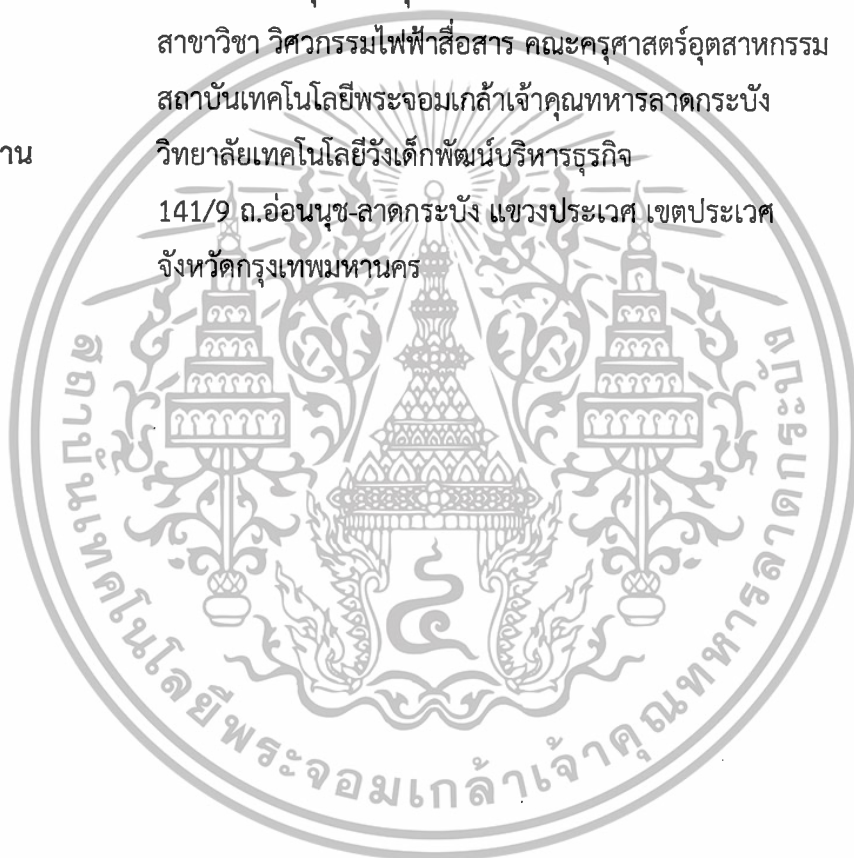 สาขาวิชา วิศวกรรมไฟฟ้าสื่อสาร คณะครุศาสตร์อุตสาหกรรม
สถาบันเทคโนโลยีพระจอมเกล้าเจ้าคุณทหารลาดกระบัง
าน วิทยาลัยเทคโนโลยีวังเด็กพัฒน์บริหารธุรกิจ
141/9 ถ.อ่อนนุช-ลาดกระบัง แขวงประเวศ เขตประเวศ
จังหวัดกรุงเทพมหานคร
สถาบันเทคโนโลยีพระจอมเกล้าเจ้าคุณทหารลาดกระบัง
๔